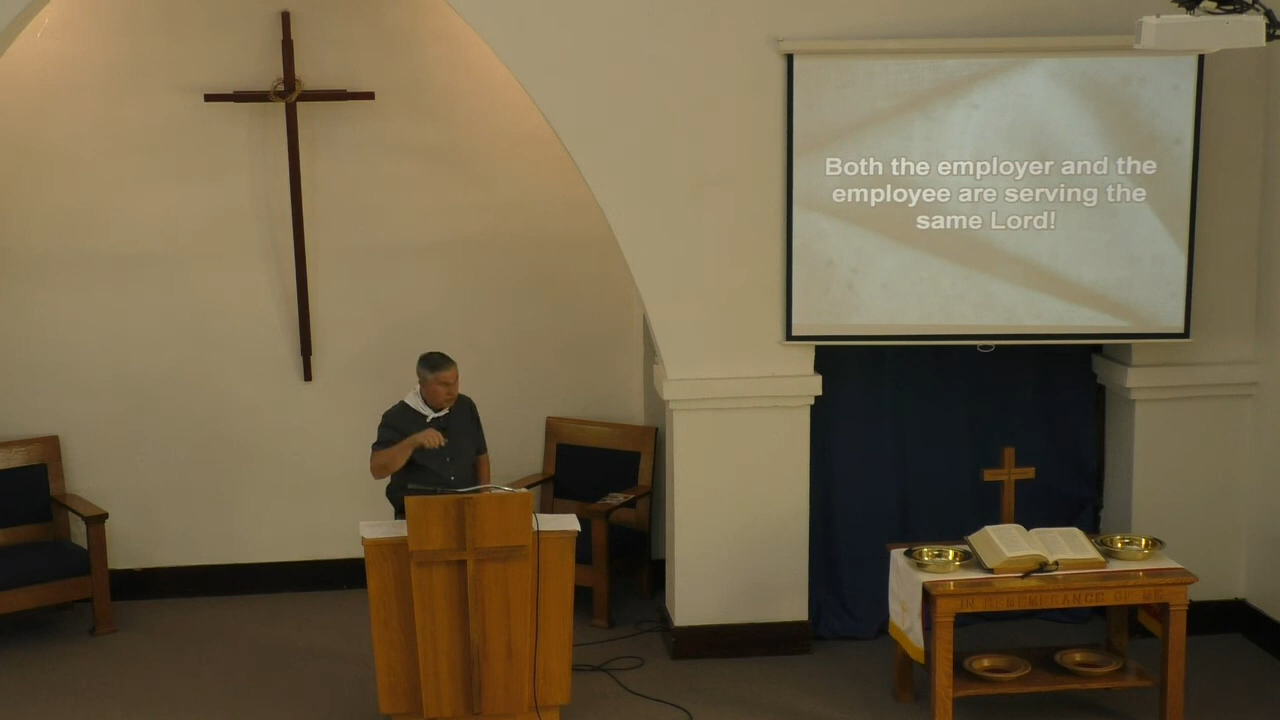 Both the employer and the
employee are serving the
same Lord!
IN REMEMBRANCE OF ME